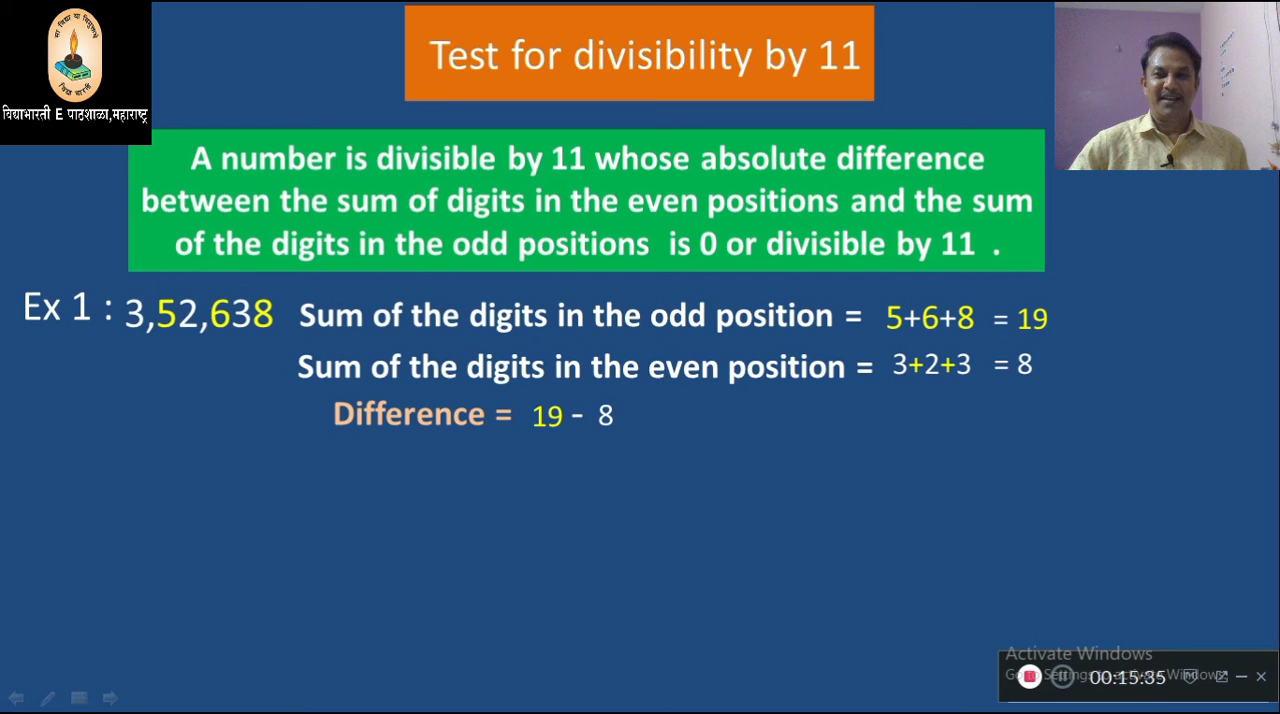 सा विद्या या विमुक्तये
विद्या भारती
विद्याभारती E पाठशाळा,महाराष्ट्र
Test for divisibility by 11
A number is divisible by 11 whose absolute difference
between the sum of digits in the even positions and the sum
of the digits in the odd positions is 0 or divisible by 11 .
Ex 1 : 3,52,638 Sum of the digits in the odd position = 5+6+8 = 19
Sum of the digits in the even position = 3+2+3 = 8
Difference = 19 - 8
Activate Windows
00:15:35